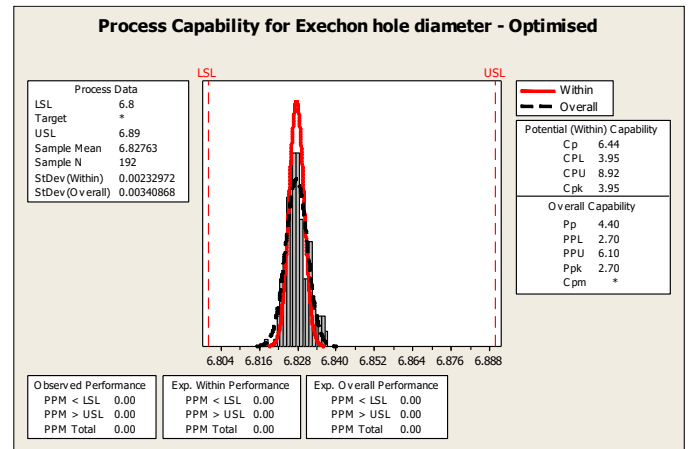 Process Capability for Exechon hole diameter - Optimised
LSL
USL
Process Data
LSL 6.8
Target *
USL 6.89
Sample Mean 6.82763
Sample N 192
StDev(Within) 0.00232972
StDev(Overall) 0.00340868
Within
Overall
Potential (Within) Capability
Cp 6.44
CPL 3.95
CPU 8.92
Cpk 3.95
Overall Capability
Pp 4.40
PPL 2.70
PPU 6.10
Ppk 2.70
Cpm *
6.804 6.816 6.828 6.840 6.852 6.864 6.876 6.888
Observed Performance
PPM < LSL 0.00
PPM > USL 0.00
PPM Total 0.00
Exp. Within Performance
PPM < LSL 0.00
PPM > USL 0.00
PPM Total 0.00
Exp. Overall Performance
PPM < LSL 0.00
PPM > USL 0.00
PPM Total 0.00